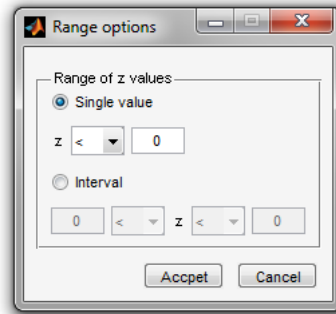 Range options
Range of z values
Single value
z < 0
Interval
0 < z < 0
Accpet Cancel